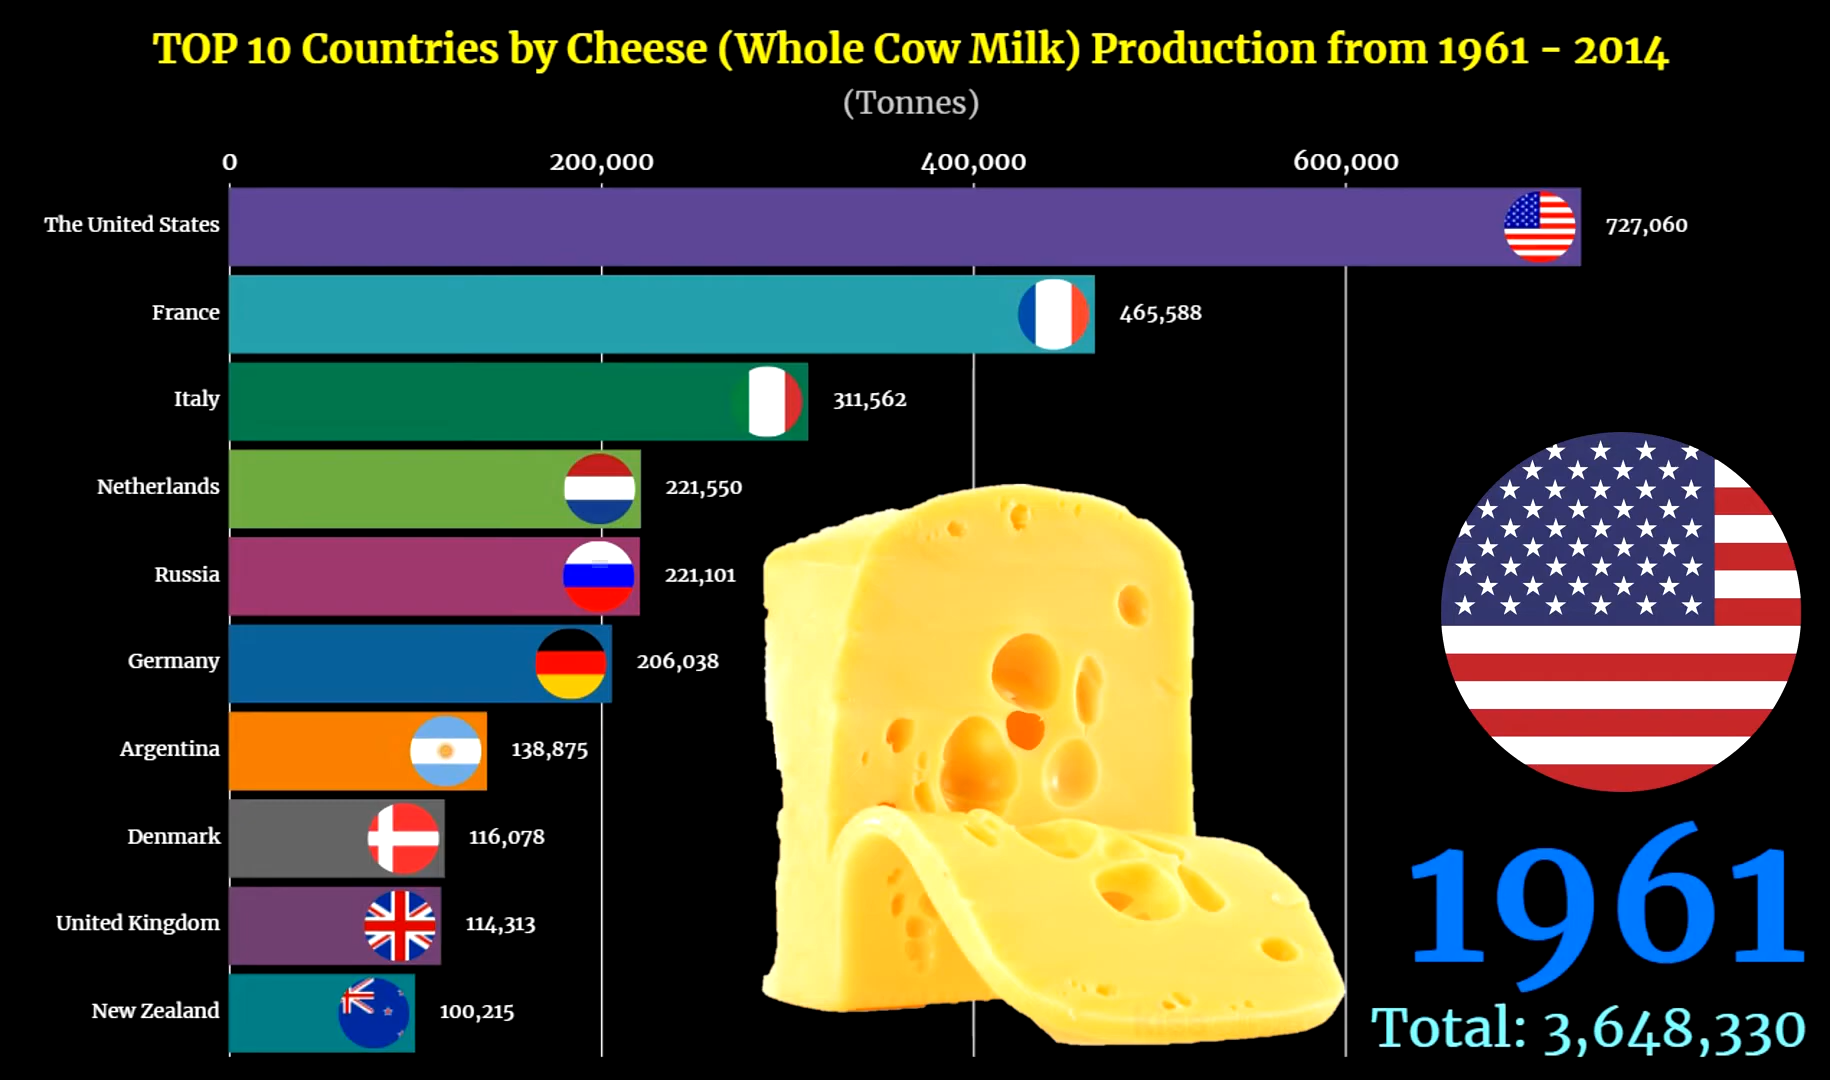 TOP 10 Countries by Cheese (Whole Cow Milk) Production from 1961 - 2014
(Tonnes)
0 200,000 400,000 600,000
The United States 727,060
France 465,588
Italy 311,562
Netherlands 221,550
Russia 221,101
Germany 206,038
Argentina 138,875
Denmark 116,078
United Kingdom 114,313
New Zealand 100,215
1961
Total: 3,648,330